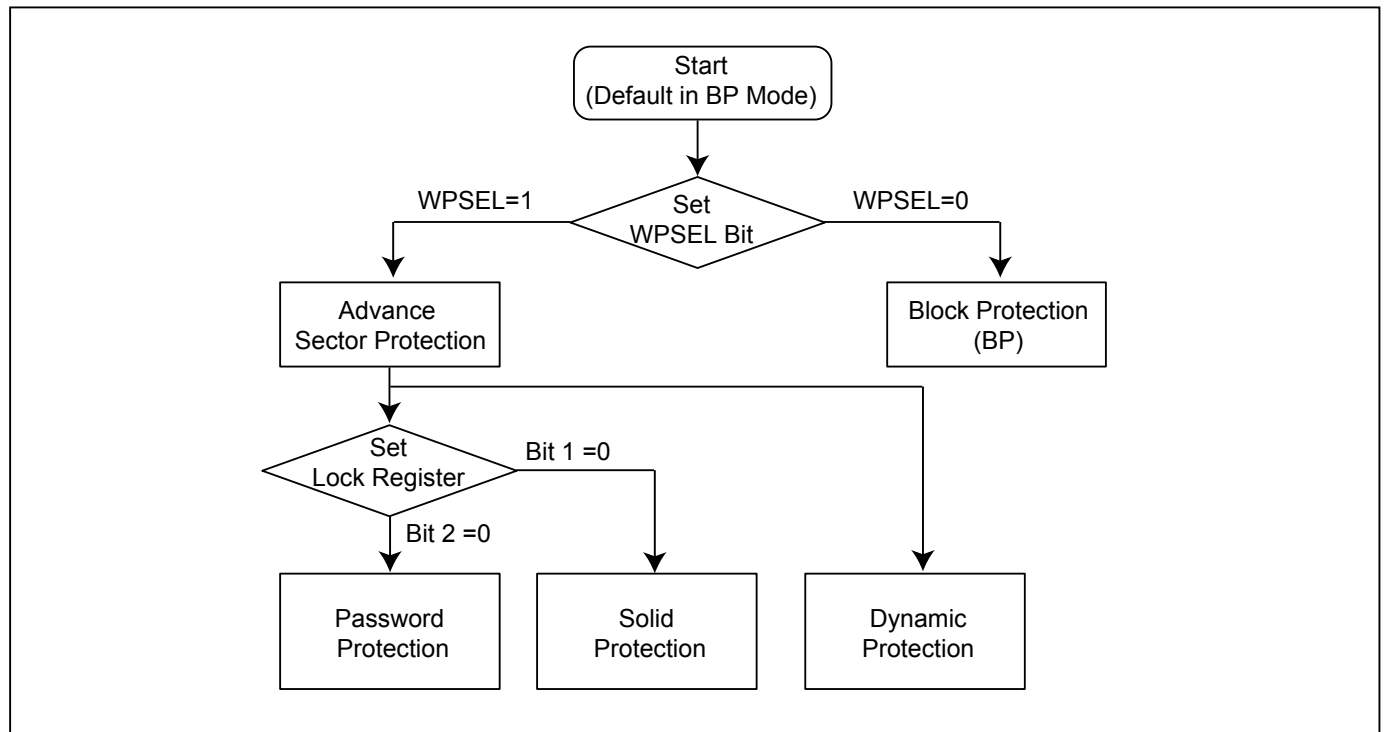 Start
(Default in BP Mode)
WPSEL=1
Set
WPSEL Bit
WPSEL=0
Advance
Sector Protection
Block Protection
(BP)
Set
Lock Register
Bit 1 =0
Bit 2 =0
Password
Protection
Solid
Protection
Dynamic
Protection